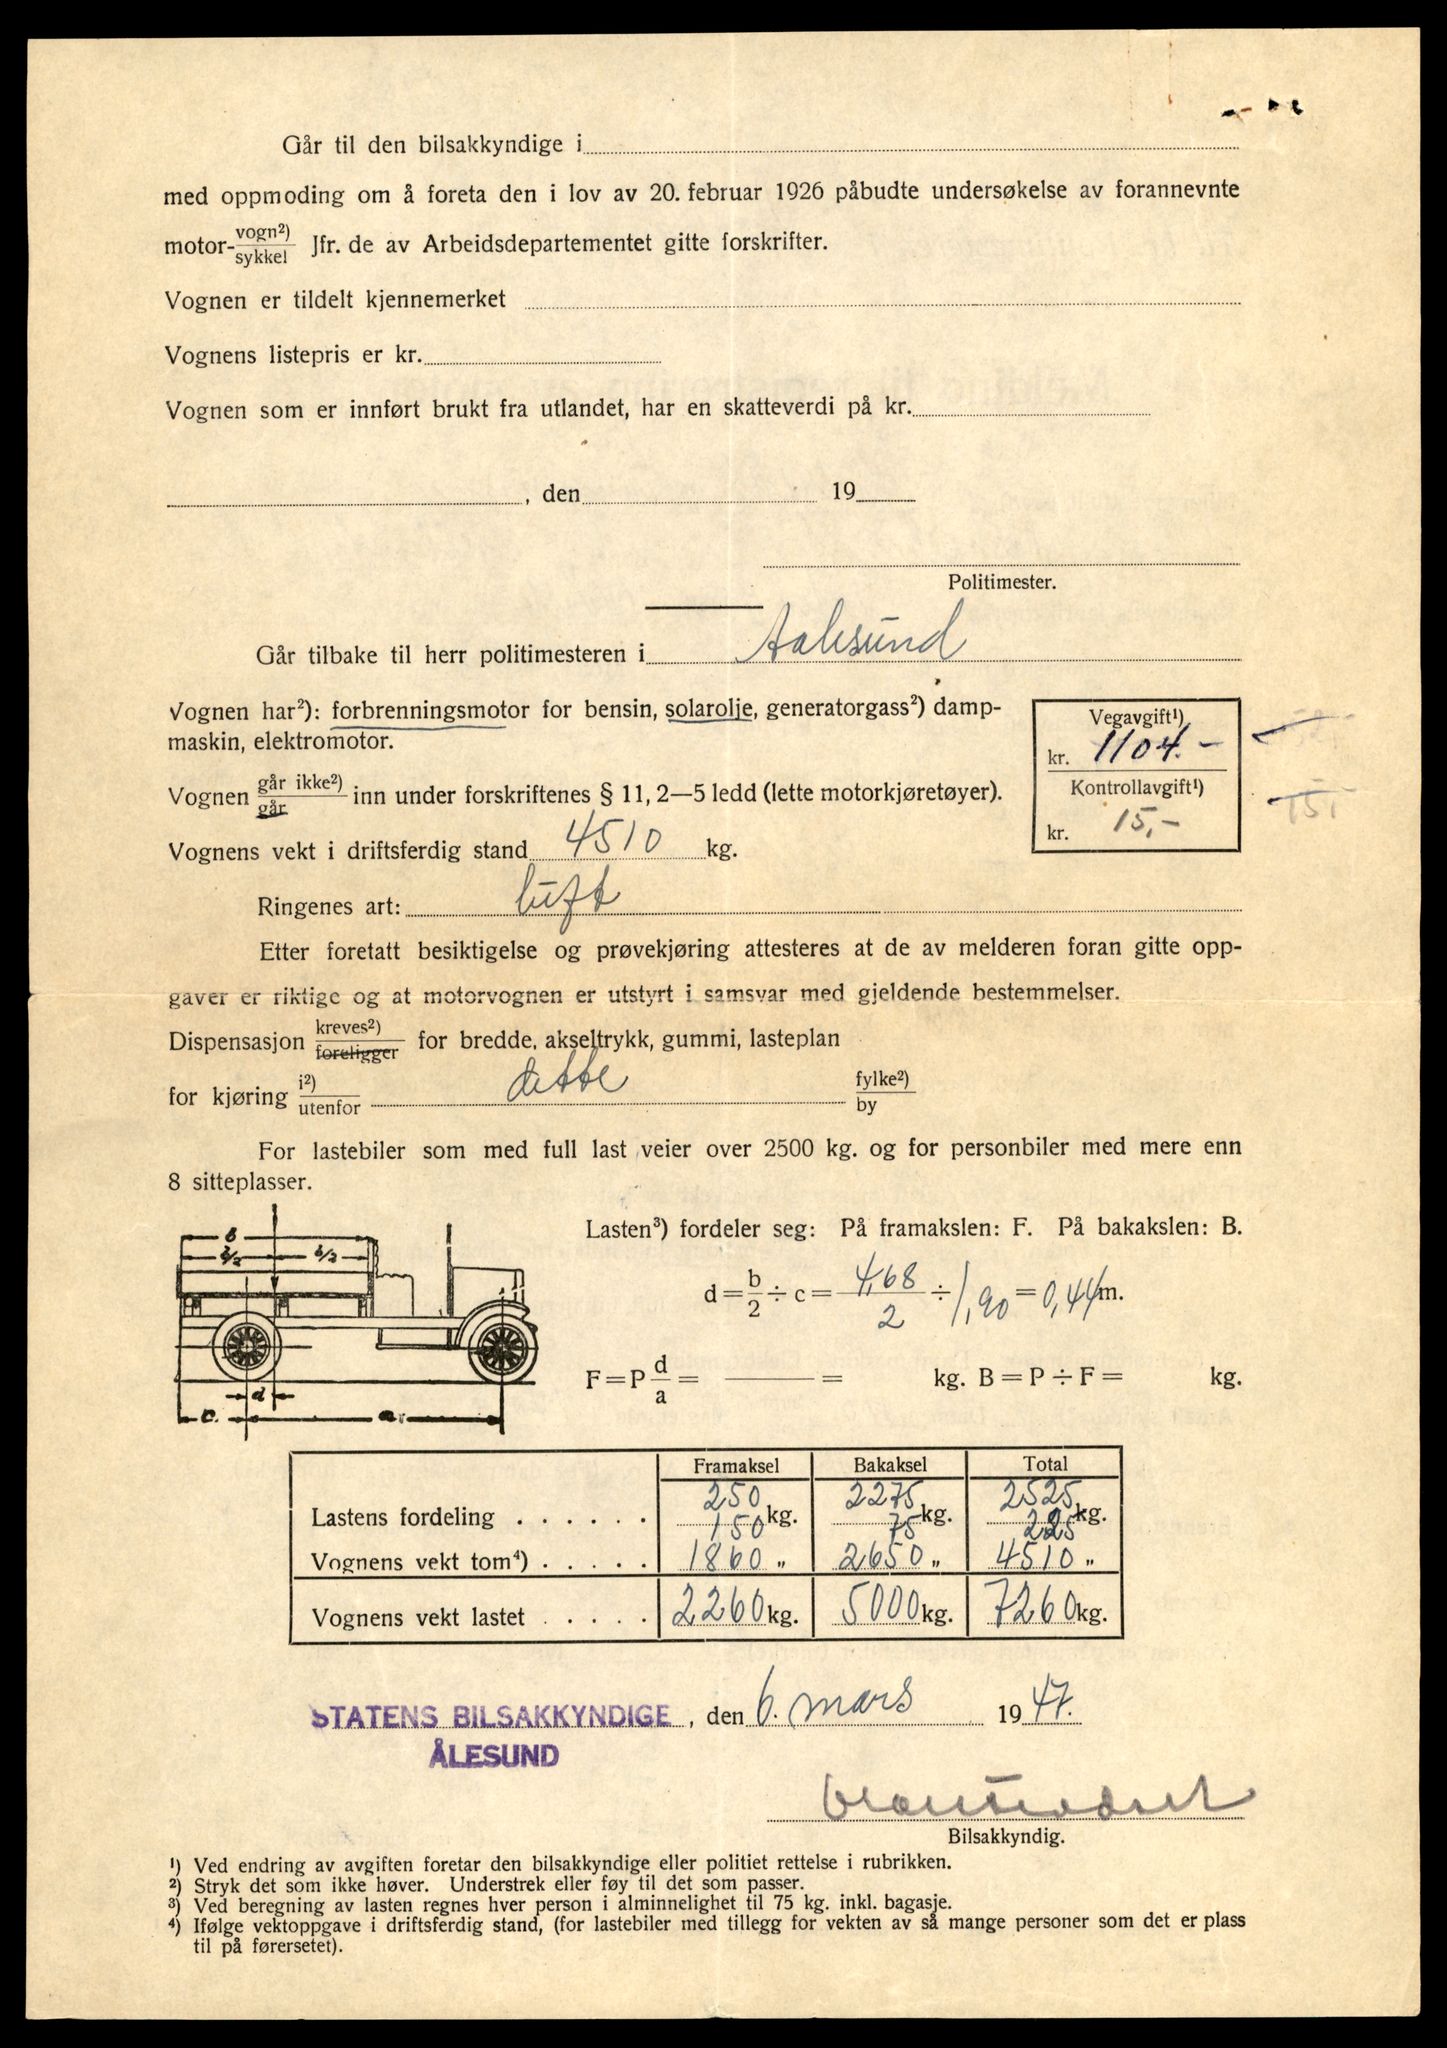 Går til den bilsakkyndige i
med oppmoding om å foreta den i lov av 20. februar 1926 påbudte undersøkelse av forannevnte
motor-vogn²)/sykkel Jfr. de av Arbeidsdepartementet gitte forskrifter.
Vognen er tildelt kjennemerket
Vognens listepris er kr.
Vognen som er innført brukt fra utlandet, har en skatteverdi på kr.
, den 19
Politimester.
Går tilbake til herr politimesteren i Aalesund
Vognen har²): forbrenningsmotor for bensin, solarolje, generatorgass²) damp-
maskin, elektromotor.
Vegavgift¹)
kr. 1104.-
Kontrollavgift¹)
kr. 15,-
Vognen går ikke²)/går inn under forskriftenes § 11, 2—5 ledd (lette motorkjøretøyer).
Vognens vekt i driftsferdig stand 4510 kg.
Ringenes art: luft
Etter foretatt besiktigelse og prøvekjøring attesteres at de av melderen foran gitte opp-
gaver er riktige og at motorvognen er utstyrt i samsvar med gjeldende bestemmelser.
Dispensasjon kreves²)/foreligger for bredde, akseltrykk, gummi, lasteplan
for kjøring i²)/utenfor dette fylke²)/by
For lastebiler som med full last veier over 2500 kg. og for personbiler med mere enn
8 sitteplasser.
Lasten³) fordeler seg: På framakslen: F. På bakakslen: B.
b
b/2 b/2
d = b/2 ÷ c = 4,68/2 ÷ 1,90 = 0,44 m.
F = P d/a = = kg. B = P ÷ F = kg.
d
c. a
Framaksel Bakaksel Total
250 2275 2525
Lastens fordeling . . . . . . kg. kg. kg.
150 75 225
Vognens vekt tom⁴) . . . . . 1860 „ 2650 „ 4510 „
Vognens vekt lastet . . . . . 2260 kg. 5000 kg. 7260 kg.
STATENS BILSAKKYNDIGE, den 6. mars 1947.
ÅLESUND
Bilsakkyndig.
¹) Ved endring av avgiften foretar den bilsakkyndige eller politiet rettelse i rubrikken.
²) Stryk det som ikke høver. Understrek eller føy til det som passer.
³) Ved beregning av lasten regnes hver person i alminnelighet til 75 kg. inkl. bagasje.
⁴) Ifølge vektoppgave i driftsferdig stand, (for lastebiler med tillegg for vekten av så mange personer som det er plass
til på førersetet).